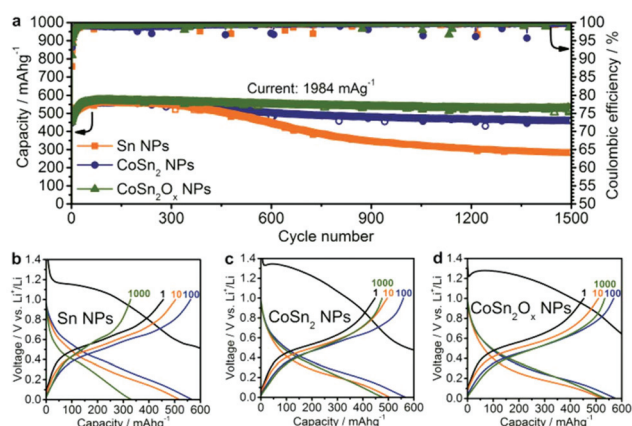 a
1000
900
800
700
600
500
400
300
200
100
0
Capacity / mAhg⁻¹
Current: 1984 mAg⁻¹
Sn NPs
CoSn₂ NPs
CoSn₂Oₓ NPs
100
95
90
85
80
75
70
65
60
55
50
Coulombic efficiency / %
0 300 600 900 1200 1500
Cycle number
b
1.4
1.2
1.0
0.8
0.6
0.4
0.2
0.0
Voltage / V vs. Li⁺/Li
1000 1 10 100
Sn NPs
0 100 200 300 400 500 600
Capacity / mAhg⁻¹
c
1.4
1.2
1.0
0.8
0.6
0.4
0.2
0.0
Voltage / V vs. Li⁺/Li
1000
1 10 100
CoSn₂ NPs
0 100 200 300 400 500 600
Capacity / mAhg⁻¹
d
1.4
1.2
1.0
0.8
0.6
0.4
0.2
0.0
Voltage / V vs. Li⁺/Li
1000
1 10 100
CoSn₂Oₓ NPs
0 100 200 300 400 500 600
Capacity / mAhg⁻¹